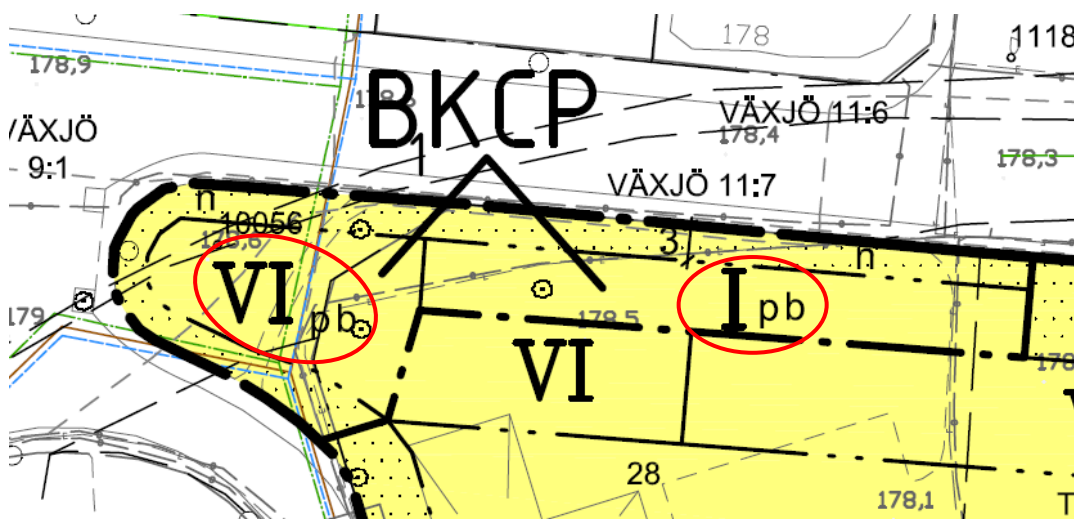 178
1118
178,9
BKCP
1
VÄXJÖ 11:6
178,4
VÄXJÖ
9:1
178,3
VÄXJÖ 11:7
n
10056
3
n
VI pb
I pb
179
178,5
VI
178
28
178,1
T